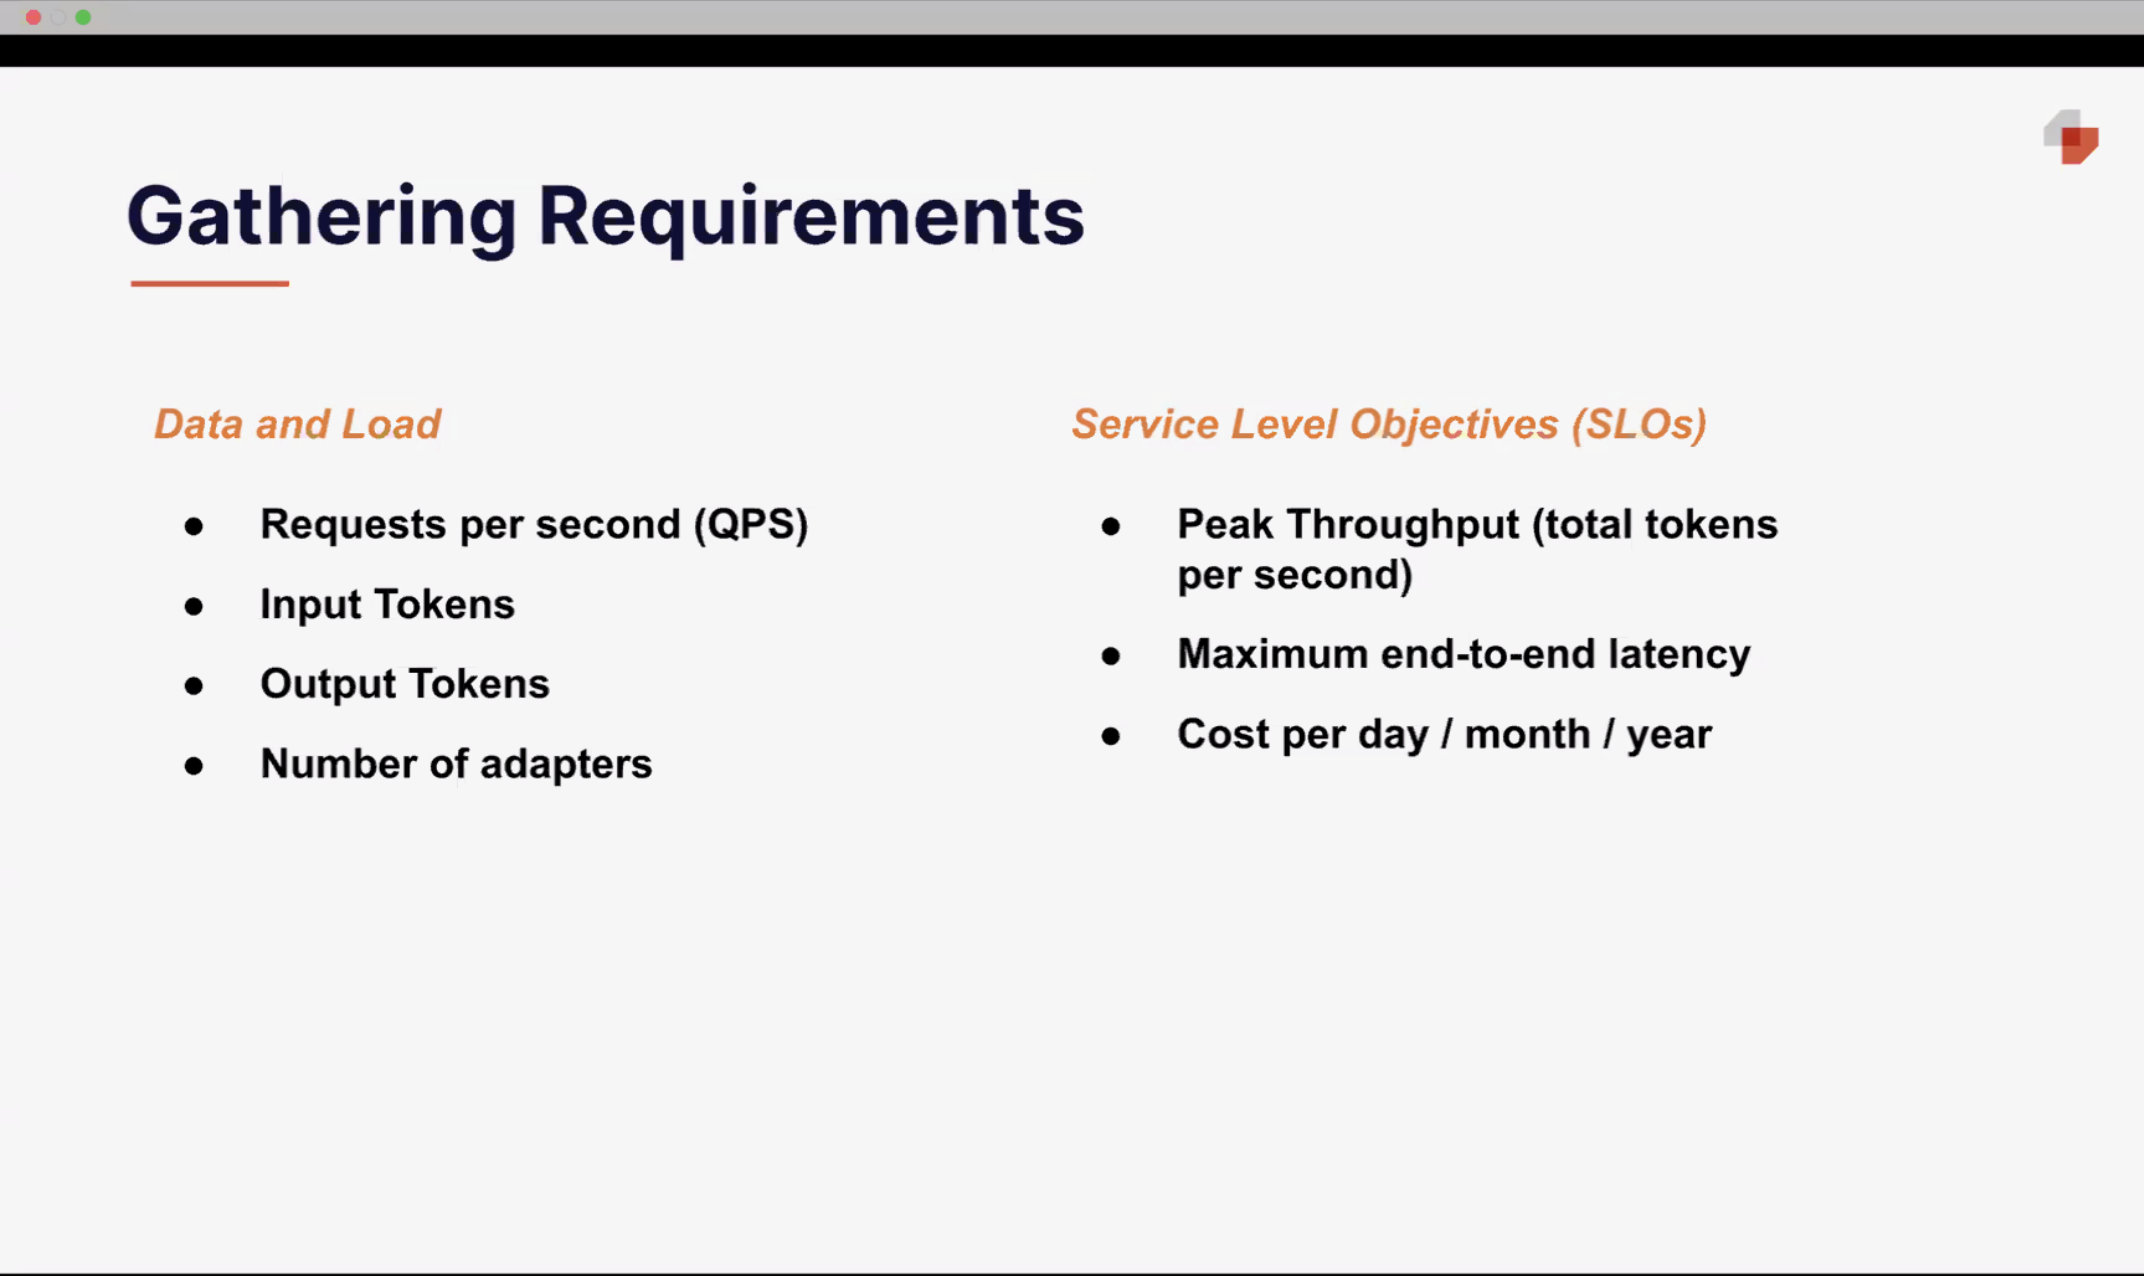 Gathering Requirements
Data and Load
Requests per second (QPS)
Input Tokens
Output Tokens
Number of adapters
Service Level Objectives (SLOs)
Peak Throughput (total tokens
per second)
Maximum end-to-end latency
Cost per day / month / year